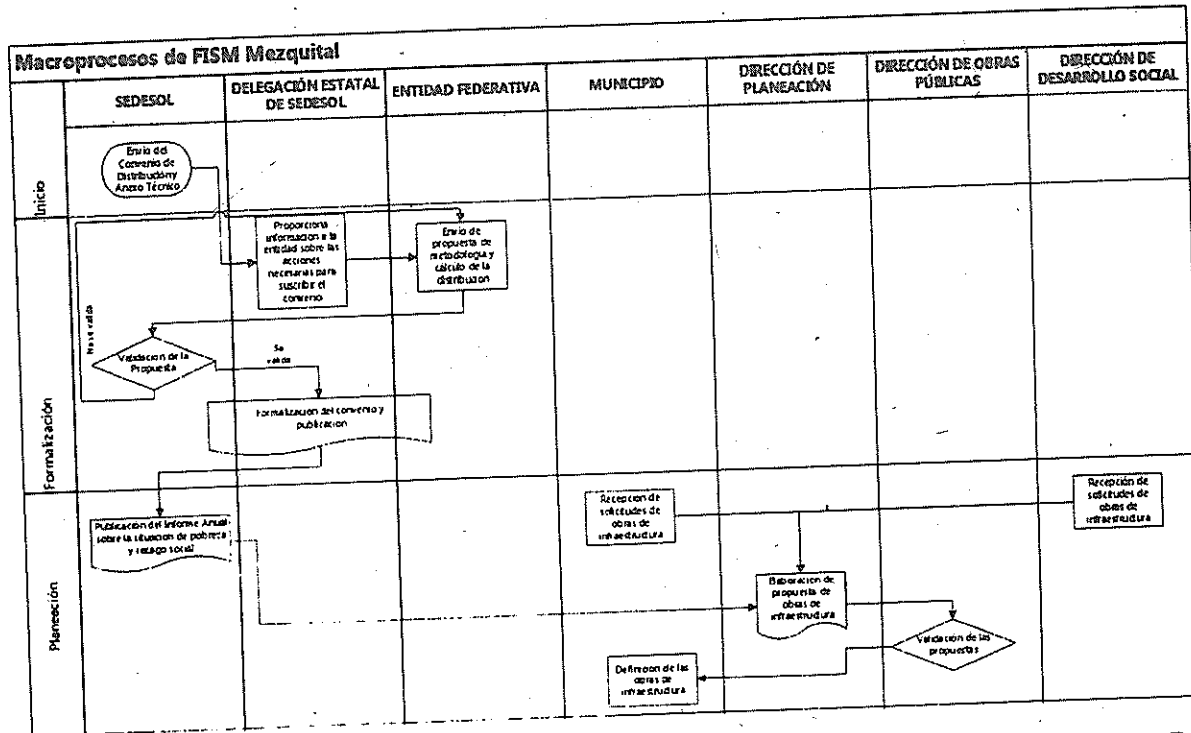 Macroprocesos de FISM Mezquital
SEDESOL
DELEGACIÓN ESTATAL
DE SEDESOL
ENTIDAD FEDERATIVA
MUNICIPIO
DIRECCIÓN DE
PLANEACIÓN
DIRECCIÓN DE OBRAS
PÚBLICAS
DIRECCIÓN DE
DESARROLLO SOCIAL
Inicio
Envío del
Convenio de
Distribución y
Anexo Técnico
Formalización
Proporciona
información a la
entidad sobre las
acciones
necesarias para
suscribir el
convenio
Envío de
propuesta de
metodología y
cálculo de la
distribución
No se valida
Validación de la
Propuesta
Se
valida
Formalización del convenio y
publicación
Planeción
Publicación del Informe Anual
sobre la situación de pobreza
y rezago social
Recepción de
solicitudes de
obras de
infraestructura
Recepción de
solicitudes de
obras de
infraestructura
Elaboración de
propuesta de
obras de
infraestructura
Validación de las
propuestas
Definición de las
obras de
infraestructura